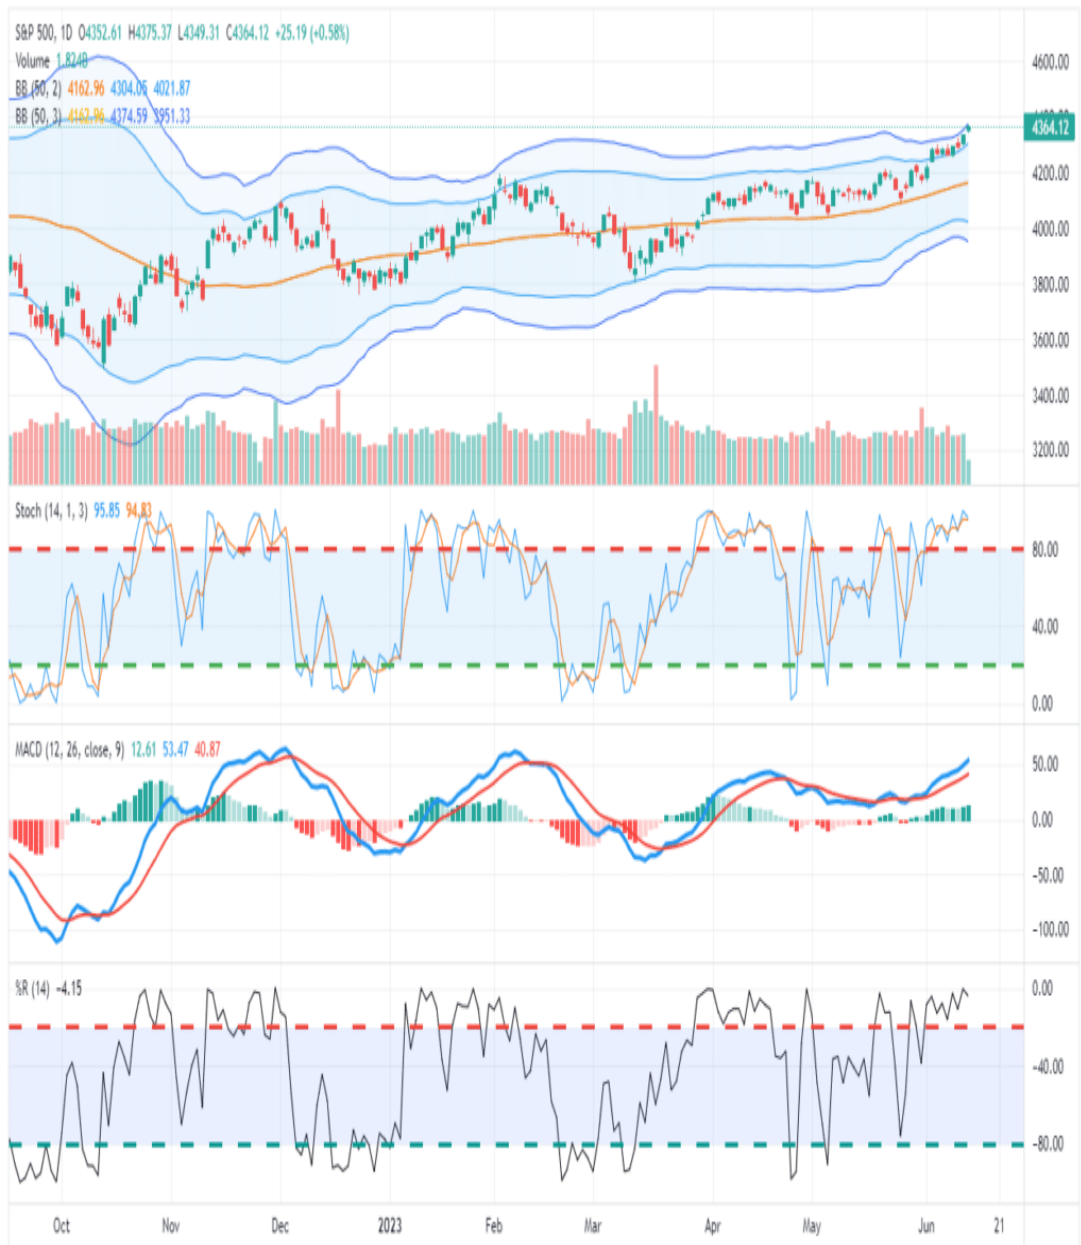 S&P 500, 1D O4352.61 H4375.37 L4349.31 C4364.12 +25.19 (+0.58%)
Volume 1.824B
BB (50, 2) 4162.96 4304.05 4021.87
BB (50, 3) 4162.96 4374.59 3951.33
4600.00
4400.00
4364.12
4200.00
4000.00
3800.00
3600.00
3400.00
3200.00
Stoch (14, 1, 3) 95.85 94.83
80.00
40.00
0.00
MACD (12, 26, close, 9) 12.61 53.47 40.87
50.00
0.00
−50.00
−100.00
%R (14) −4.15
0.00
−40.00
−80.00
Oct Nov Dec 2023 Feb Mar Apr May Jun 21